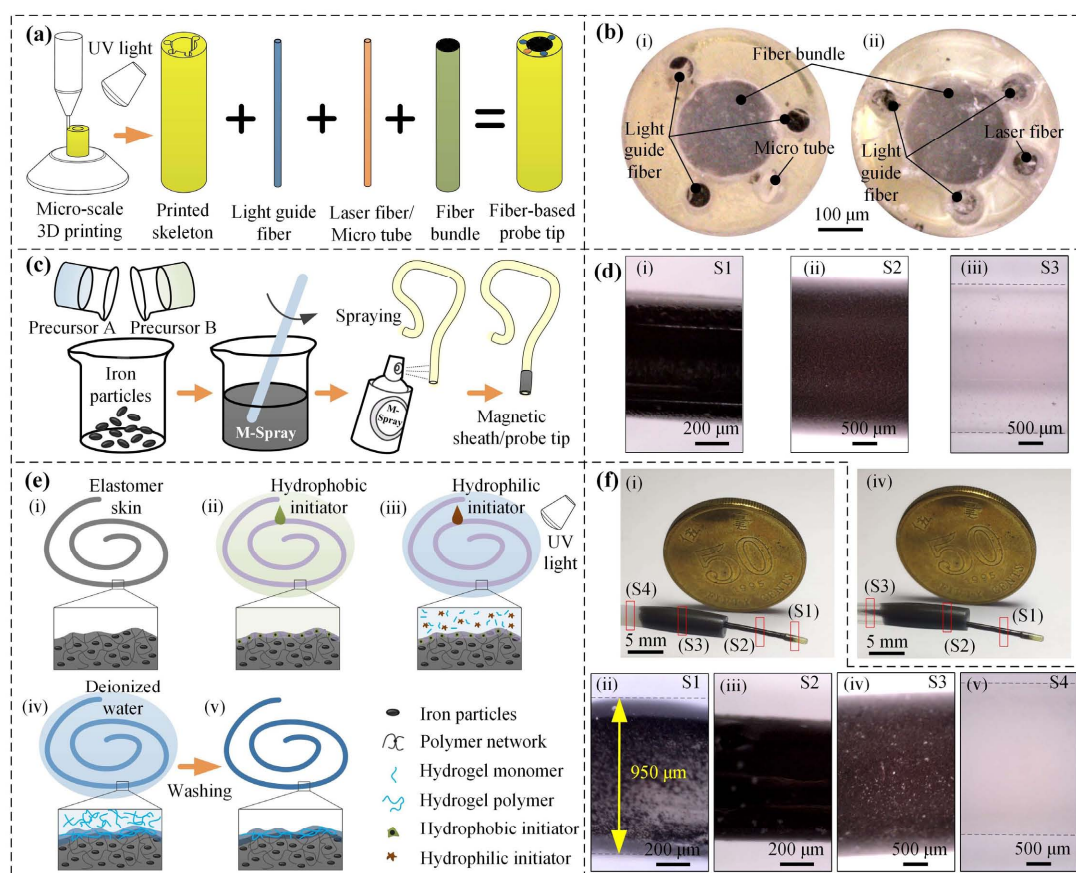 (a)
UV light
Micro-scale
3D printing
Printed
skeleton
Light guide
fiber
Laser fiber/
Micro tube
Fiber
bundle
Fiber-based
probe tip
(b)
(i)
(ii)
Fiber bundle
Light
guide
fiber
Micro tube
Laser fiber
Light
guide
fiber
100 μm
(c)
Precursor A
Precursor B
Iron
particles
M-Spray
Spraying
M-
Spray
Magnetic
sheath/probe tip
(d)
(i)
S1
200 μm
(ii)
S2
500 μm
(iii)
S3
500 μm
(e)
(i)
Elastomer
skin
(ii)
Hydrophobic
initiator
(iii)
Hydrophilic
initiator
UV
light
(iv)
Deionized
water
Washing
(v)
Iron particles
Polymer network
Hydrogel monomer
Hydrogel polymer
Hydrophobic initiator
Hydrophilic initiator
(f)
(i)
50
(S4)
(S3)
(S2)
(S1)
5 mm
(iv)
50
(S3)
(S2)
(S1)
5 mm
(ii)
S1
950 μm
200 μm
(iii)
S2
200 μm
(iv)
S3
500 μm
(v)
S4
500 μm